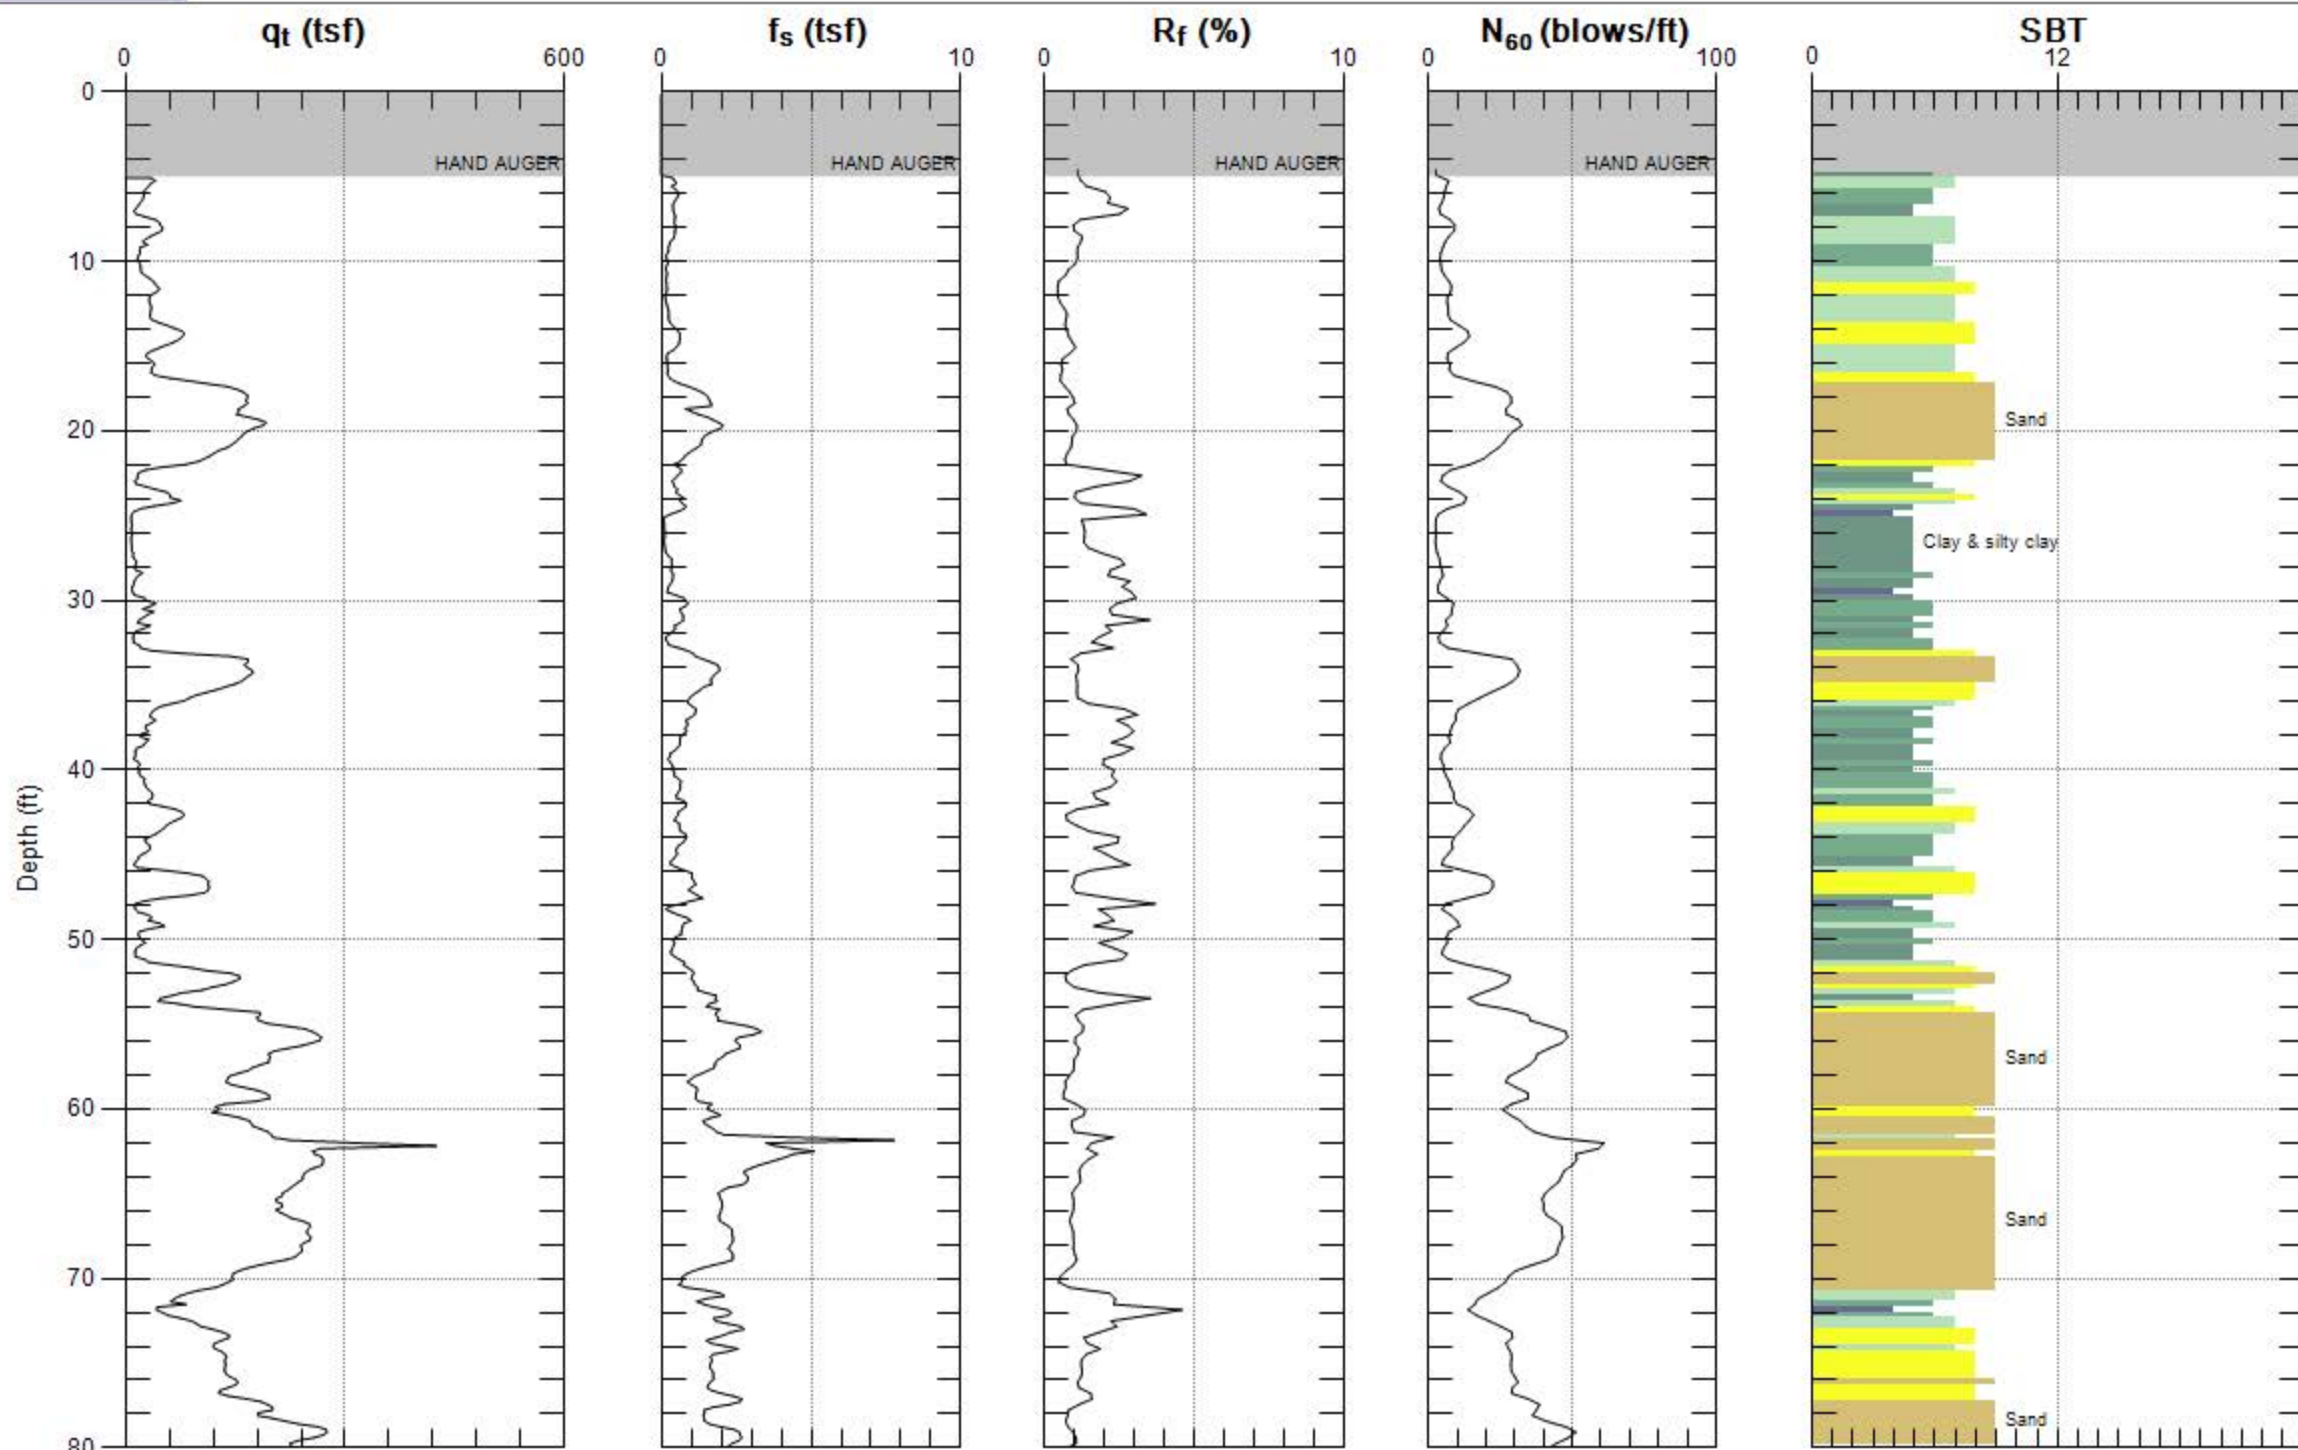 qt (tsf)
fs (tsf)
Rf (%)
N60 (blows/ft)
SBT
0
600
0
10
0
10
0
100
0
12
0
HAND AUGER
HAND AUGER
HAND AUGER
HAND AUGER
10
20
Sand
Clay & silty clay
30
40
Depth (ft)
50
Sand
60
Sand
70
Sand
80